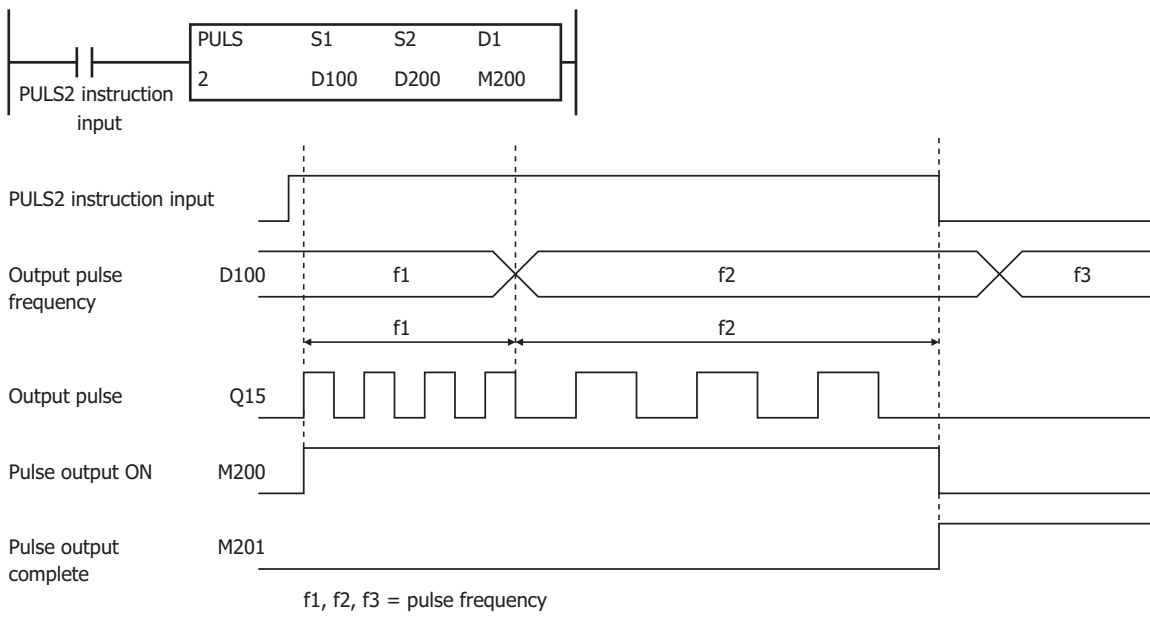 PULS S1 S2 D1
2 D100 D200 M200
PULS2 instruction
input
PULS2 instruction input
Output pulse
frequency
D100
f1
f2
f3
f1
f2
Output pulse Q15
Pulse output ON M200
Pulse output
complete
M201
f1, f2, f3 = pulse frequency